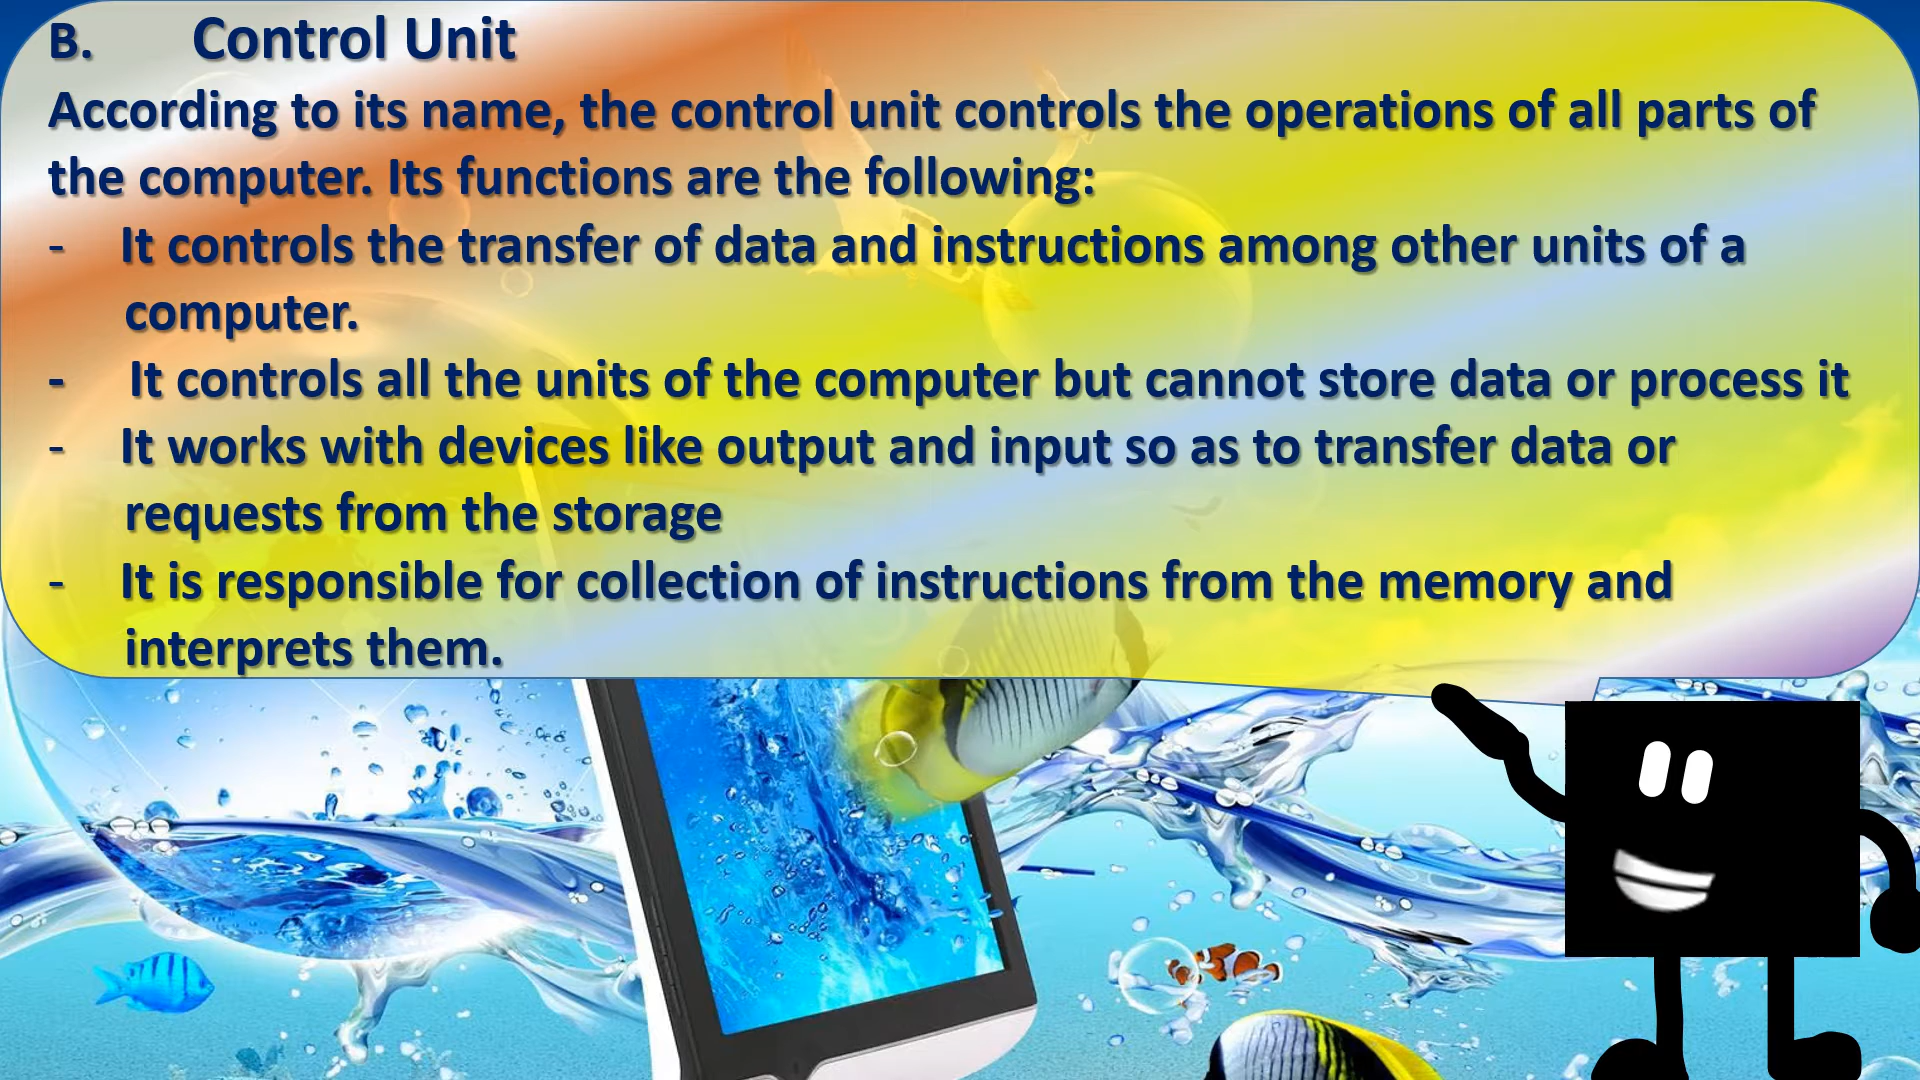 B. Control Unit
According to its name, the control unit controls the operations of all parts of
the computer. Its functions are the following:
- It controls the transfer of data and instructions among other units of a
computer.
- It controls all the units of the computer but cannot store data or process it
- It works with devices like output and input so as to transfer data or
requests from the storage
- It is responsible for collection of instructions from the memory and
interprets them.